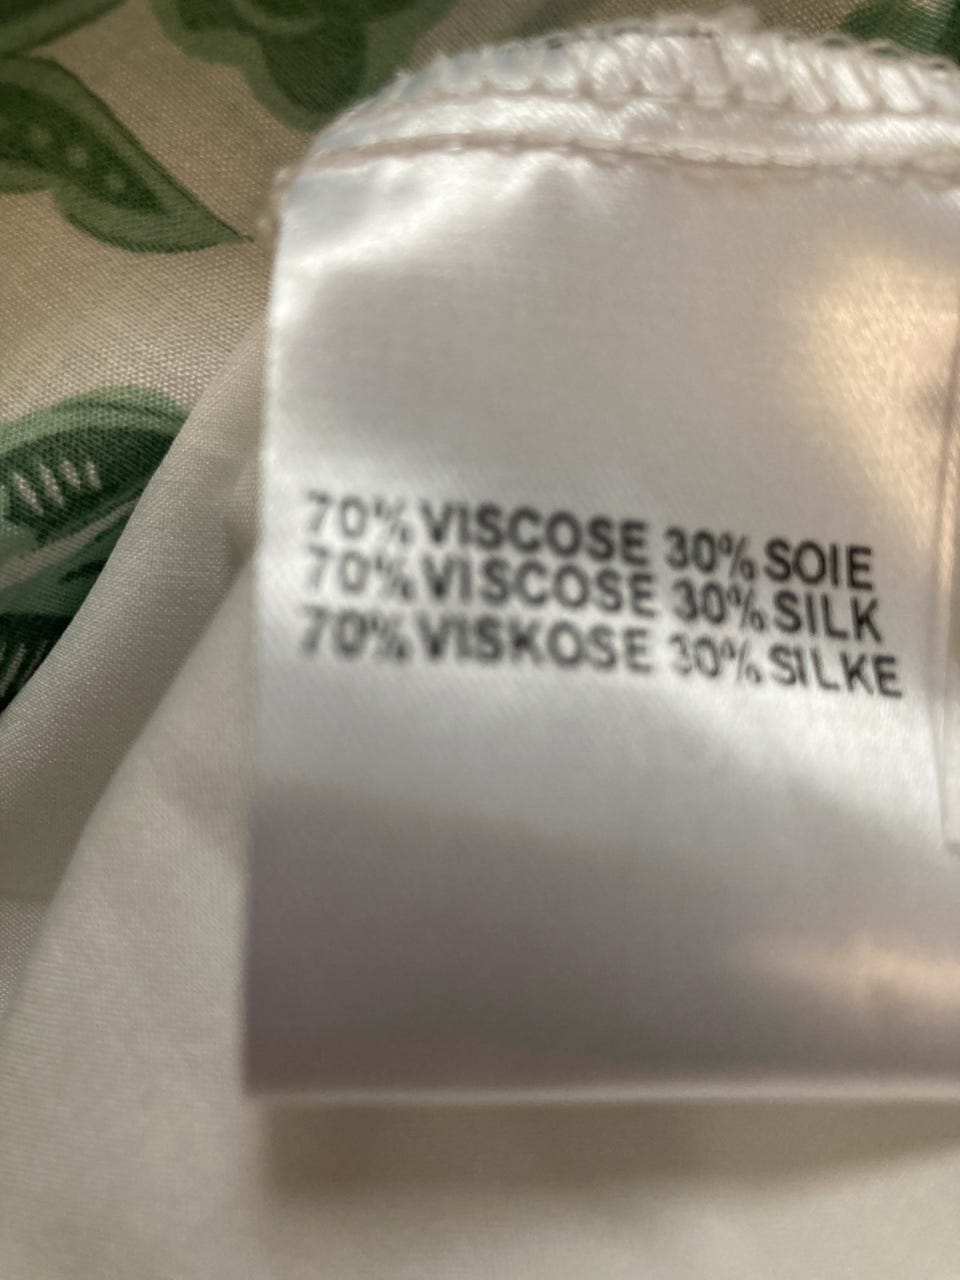 70% VISCOSE 30% SOIE
70% VISCOSE 30% SILK
70% VISKOSE 30% SILKE